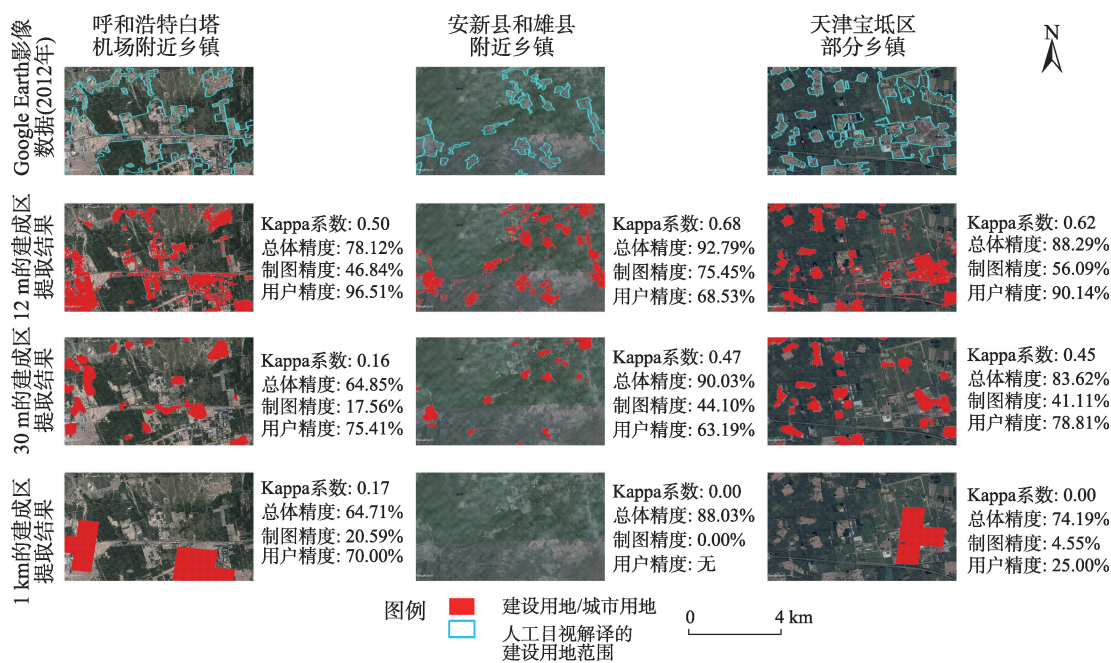 呼和浩特白塔
机场附近乡镇
安新县和雄县
附近乡镇
天津宝坻区
部分乡镇
N
Google Earth影像
数据(2012年)
12 m的建成区
提取结果
Kappa系数: 0.50
总体精度: 78.12%
制图精度: 46.84%
用户精度: 96.51%
Kappa系数: 0.68
总体精度: 92.79%
制图精度: 75.45%
用户精度: 68.53%
Kappa系数: 0.62
总体精度: 88.29%
制图精度: 56.09%
用户精度: 90.14%
30 m的建成区
提取结果
Kappa系数: 0.16
总体精度: 64.85%
制图精度: 17.56%
用户精度: 75.41%
Kappa系数: 0.47
总体精度: 90.03%
制图精度: 44.10%
用户精度: 63.19%
Kappa系数: 0.45
总体精度: 83.62%
制图精度: 41.11%
用户精度: 78.81%
1 km的建成区
提取结果
Kappa系数: 0.17
总体精度: 64.71%
制图精度: 20.59%
用户精度: 70.00%
Kappa系数: 0.00
总体精度: 88.03%
制图精度: 0.00%
用户精度: 无
Kappa系数: 0.00
总体精度: 74.19%
制图精度: 4.55%
用户精度: 25.00%
图例
建设用地/城市用地
人工目视解译的
建设用地范围
0 4 km